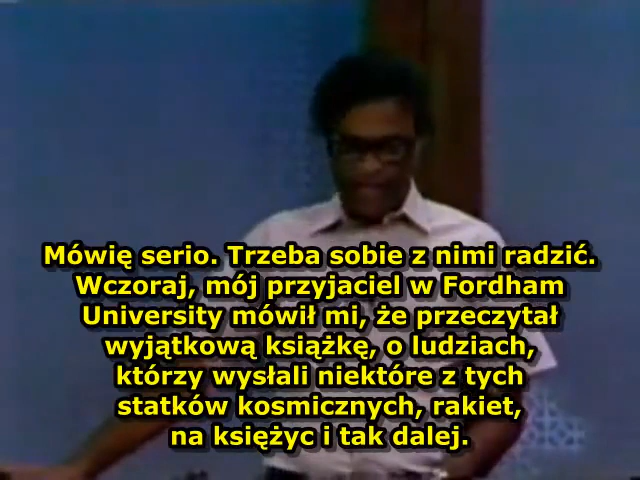 Mówię serio. Trzeba sobie z nimi radzić.
Wczoraj, mój przyjaciel w Fordham
University mówił mi, że przeczytał
wyjątkową książkę, o ludziach,
którzy wysłali niektóre z tych
statków kosmicznych, rakiet,
na księżyc i tak dalej.